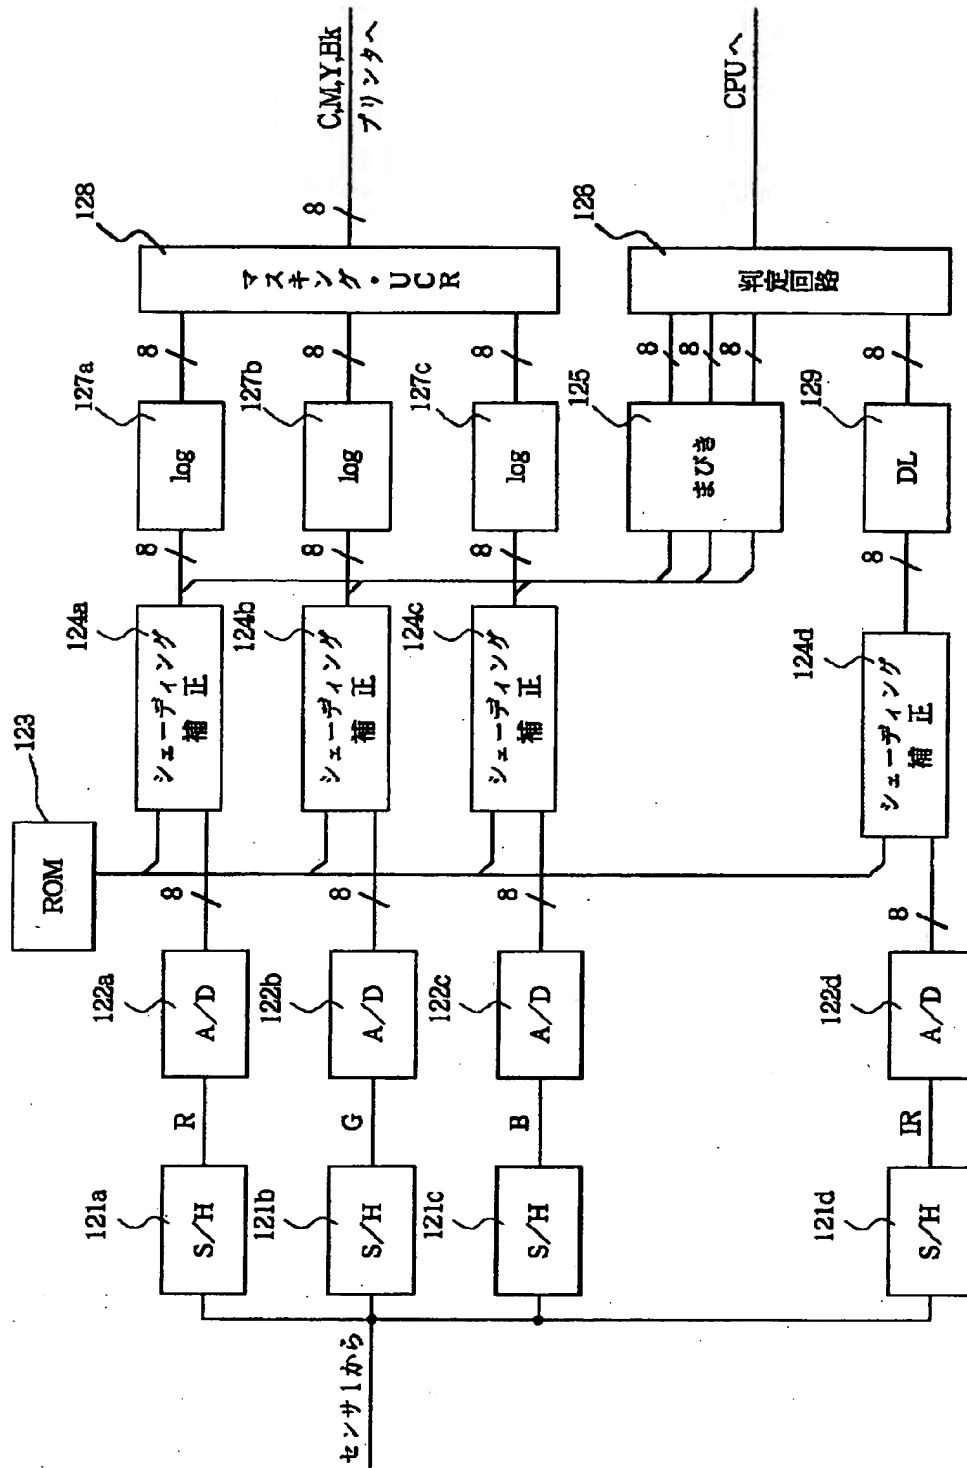 センサ1から
121a
S/H
R
122a
A/D
8
ROM
123
124a
シェーディング
補正
8
127a
log
8
128
マスキング・UCR
8
C,M,Y,Bk
プリンタへ
121b
S/H
G
122b
A/D
8
124b
シェーディング
補正
8
127b
log
8
121c
S/H
B
122c
A/D
8
124c
シェーディング
補正
8
127c
log
8
125
まびき
8
8
8
128
判定回路
CPUへ
121d
S/H
IR
122d
A/D
8
124d
シェーディング
補正
8
129
DL
8